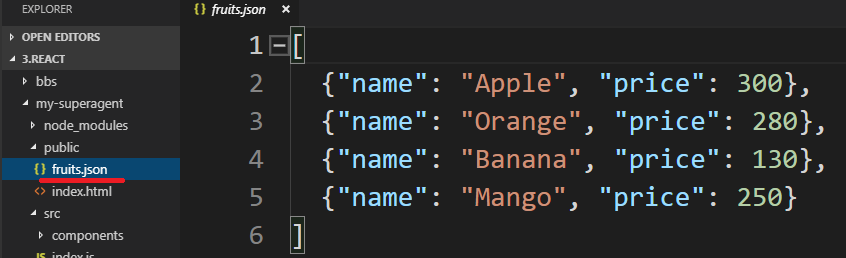 EXPLORER
OPEN EDITORS
3.REACT
bbs
my-superagent
node_modules
public
{} fruits.json
<> index.html
src
components
index.js
{} fruits.json ×
1 [
2 {"name": "Apple", "price": 300},
3 {"name": "Orange", "price": 280},
4 {"name": "Banana", "price": 130},
5 {"name": "Mango", "price": 250}
6 ]